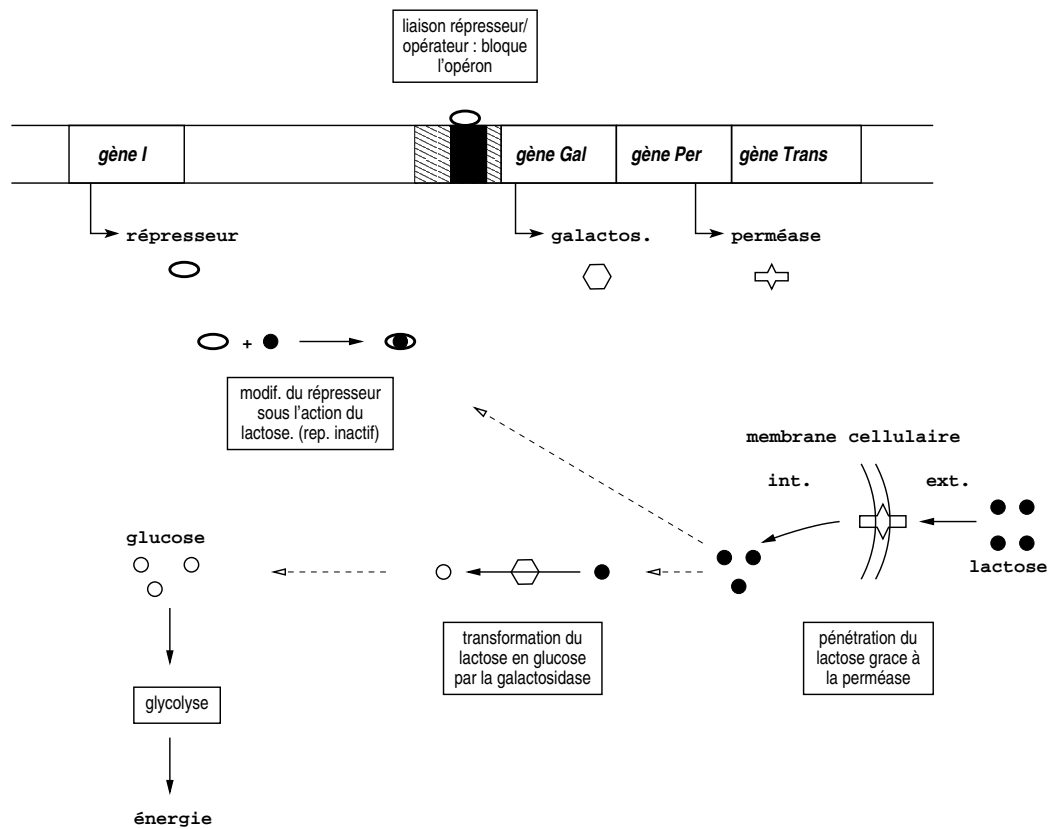 liaison répresseur/
opérateur : bloque
l'opéron
gène I
gène Gal
gène Per
gène Trans
répresseur
galactos.
perméase
+
modif. du répresseur
sous l'action du
lactose. (rep. inactif)
membrane cellulaire
int.
ext.
glucose
lactose
transformation du
lactose en glucose
par la galactosidase
pénétration du
lactose grace à
la perméase
glycolyse
énergie